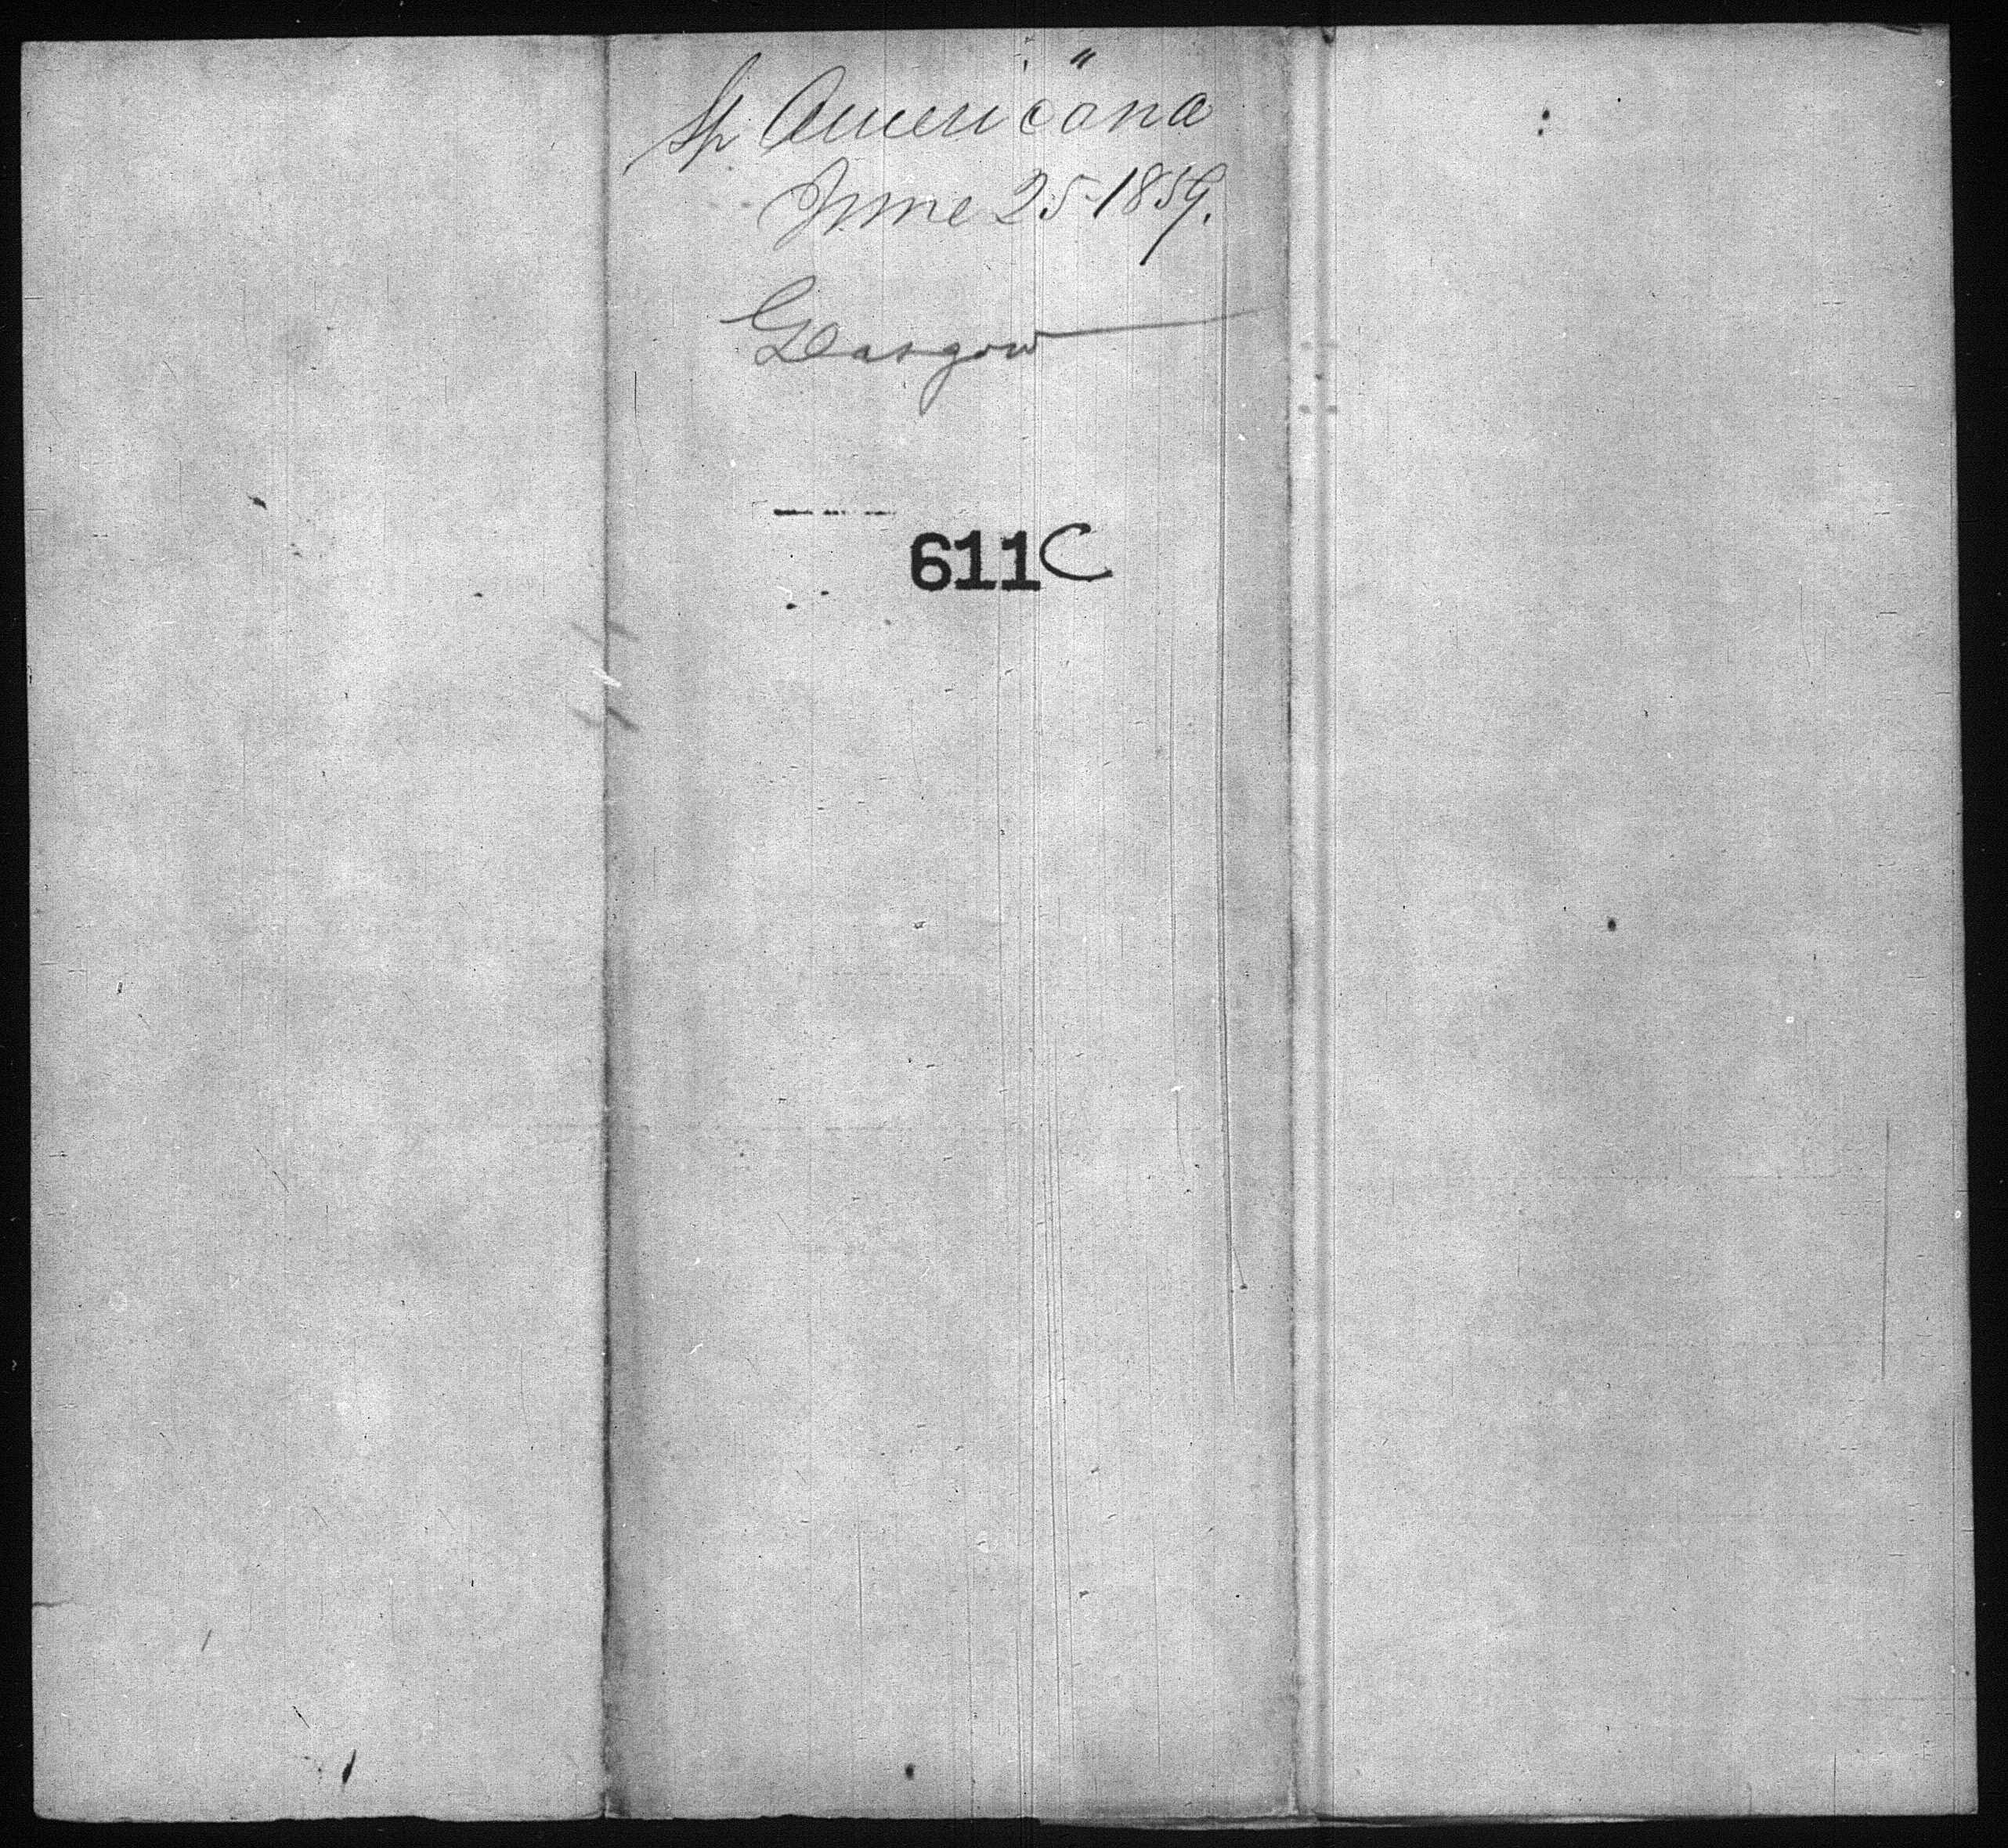 Sp Americana
June 25-1859.
Glasgow
611C